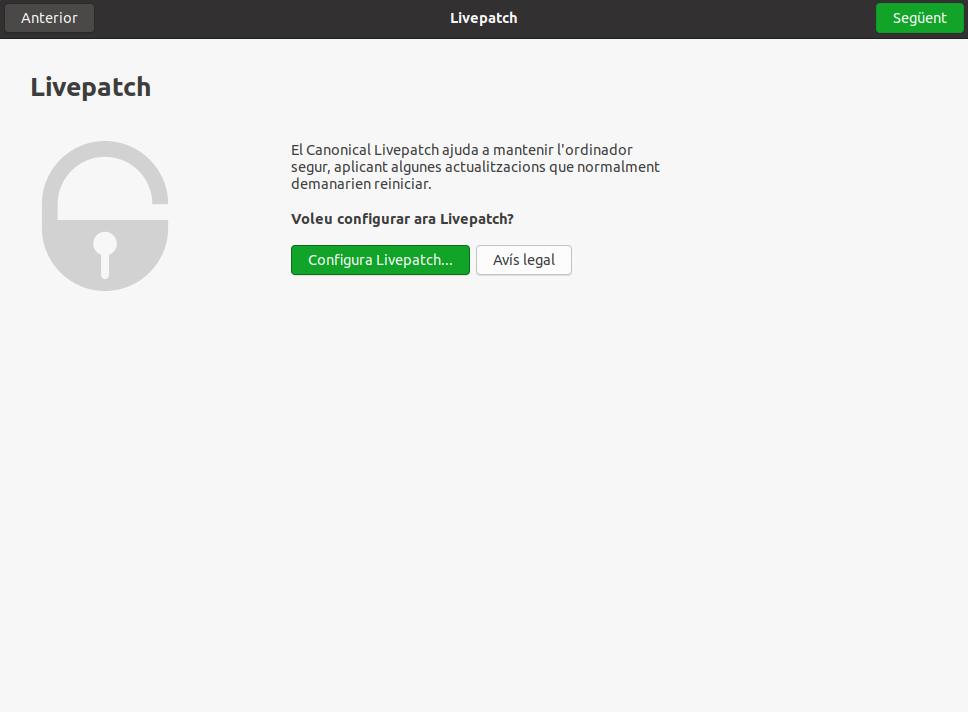 Anterior
Livepatch
Següent
Livepatch
El Canonical Livepatch ajuda a mantenir l'ordinador
segur, aplicant algunes actualitzacions que normalment
demanarien reiniciar.
Voleu configurar ara Livepatch?
Configura Livepatch...
Avís legal